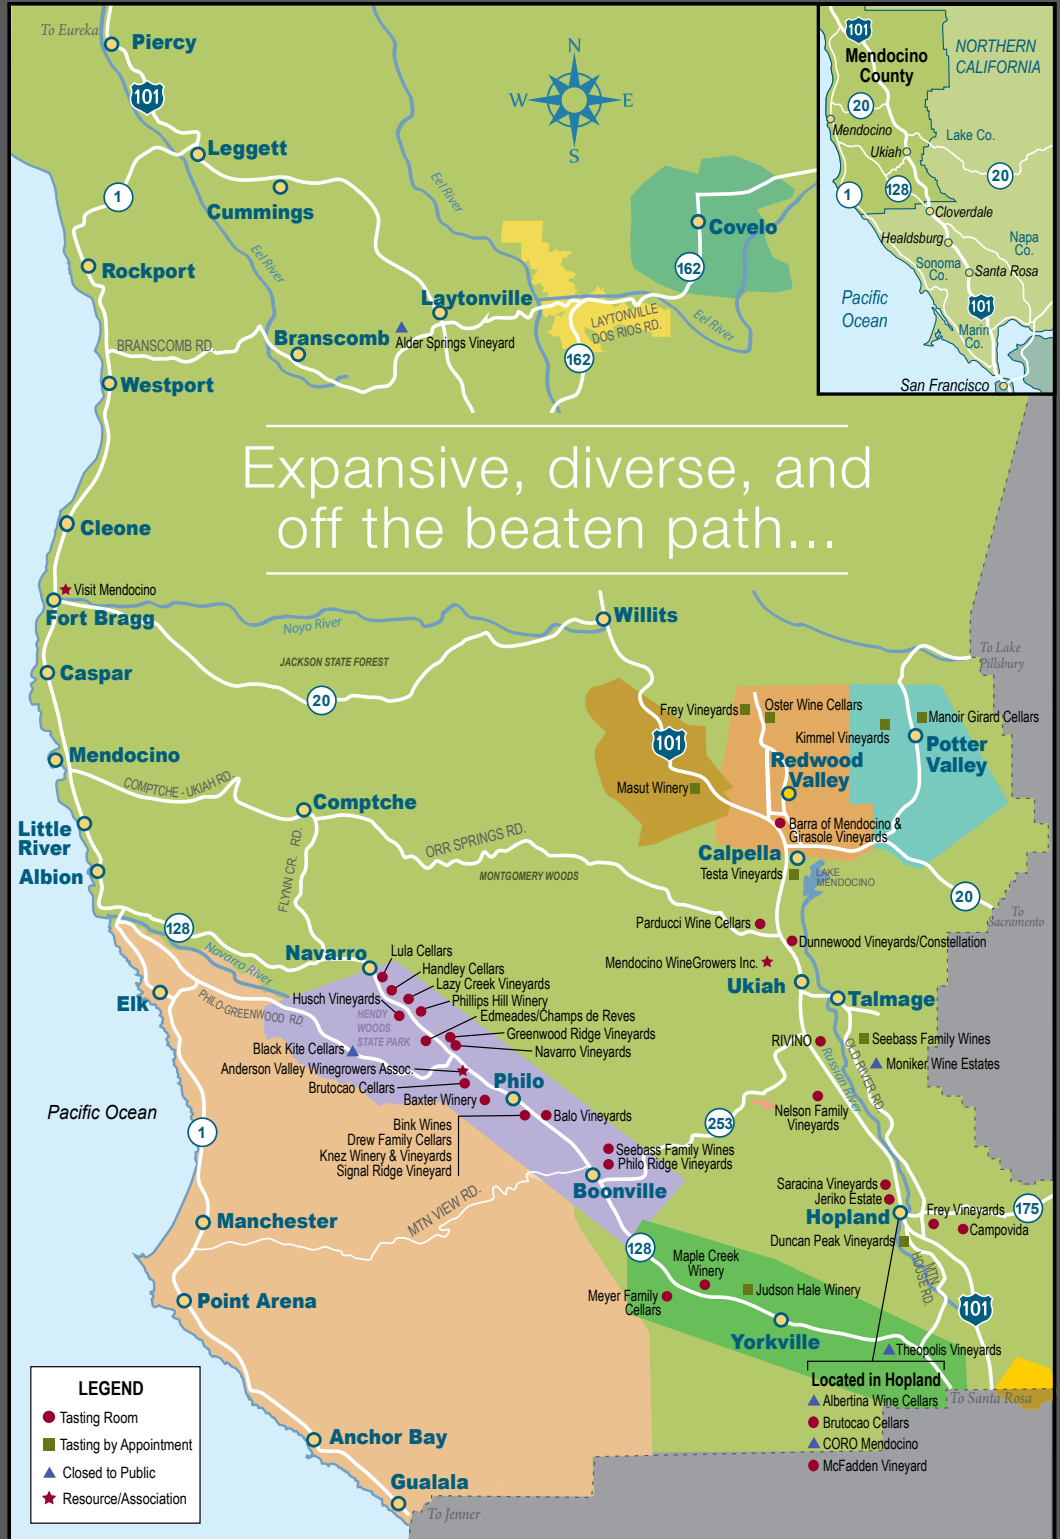 To Eureka
Piercy
101
Leggett
1
Cummings
Eel River
Eel River
Rockport
N
W
E
S
Covelo
162
Laytonville
LAYTONVILLE
DOS RIOS RD.
Eel River
162
Branscomb
Alder Springs Vineyard
BRANSCOMB RD.
Westport
101
Mendocino
County
NORTHERN
CALIFORNIA
20
Mendocino
Lake Co.
Ukiah
20
1
128
Cloverdale
Healdsburg
Napa
Co.
Sonoma
Co.
Santa Rosa
Pacific
Ocean
101
Marin
Co.
San Francisco
Expansive, diverse, and
off the beaten path...
Cleone
Visit Mendocino
Fort Bragg
Noyo River
Willits
JACKSON STATE FOREST
20
Caspar
To Lake
Pillsbury
Mendocino
COMPTCHE - UKIAH RD.
Comptche
Little
River
Albion
FLYNN CR. RD.
ORR SPRINGS RD.
MONTGOMERY WOODS
101
Masut Winery
Frey Vineyards
Oster Wine Cellars
Kimmel Vineyards
Manoir Girard Cellars
Redwood
Valley
Potter
Valley
Barra of Mendocino &
Girasole Vineyards
Calpella
Testa Vineyards
LAKE
MENDOCINO
20
To
Sacramento
Parducci Wine Cellars
Dunnewood Vineyards/Constellation
Mendocino WineGrowers Inc.
Ukiah
Talmage
128
Navarro River
Navarro
Elk
PHILO-GREENWOOD RD.
Lula Cellars
Handley Cellars
Lazy Creek Vineyards
Husch Vineyards
Phillips Hill Winery
HENDY
WOODS
STATE PARK
Edmeades/Champs de Reves
Greenwood Ridge Vineyards
Navarro Vineyards
Black Kite Cellars
Anderson Valley Winegrowers Assoc.
Brutocao Cellars
Philo
Baxter Winery
Balo Vineyards
Bink Wines
Drew Family Cellars
Knez Winery & Vineyards
Signal Ridge Vineyard
Seebass Family Wines
Philo Ridge Vineyards
Boonville
RIVINO
Russian River
OLD RIVER RD.
Seebass Family Wines
Moniker Wine Estates
Nelson Family
Vineyards
253
Pacific Ocean
1
Manchester
MTN VIEW RD.
Saracina Vineyards
Jeriko Estate
Hopland
Frey Vineyards
175
Campovida
Duncan Peak Vineyards
MTN
HOUSE RD.
101
128
Maple Creek
Winery
Meyer Family
Cellars
Judson Hale Winery
Yorkville
Theopolis Vineyards
Point Arena
Located in Hopland
Albertina Wine Cellars
Brutocao Cellars
CORO Mendocino
McFadden Vineyard
To Santa Rosa
Anchor Bay
Gualala
To Jenner
LEGEND
Tasting Room
Tasting by Appointment
Closed to Public
Resource/Association